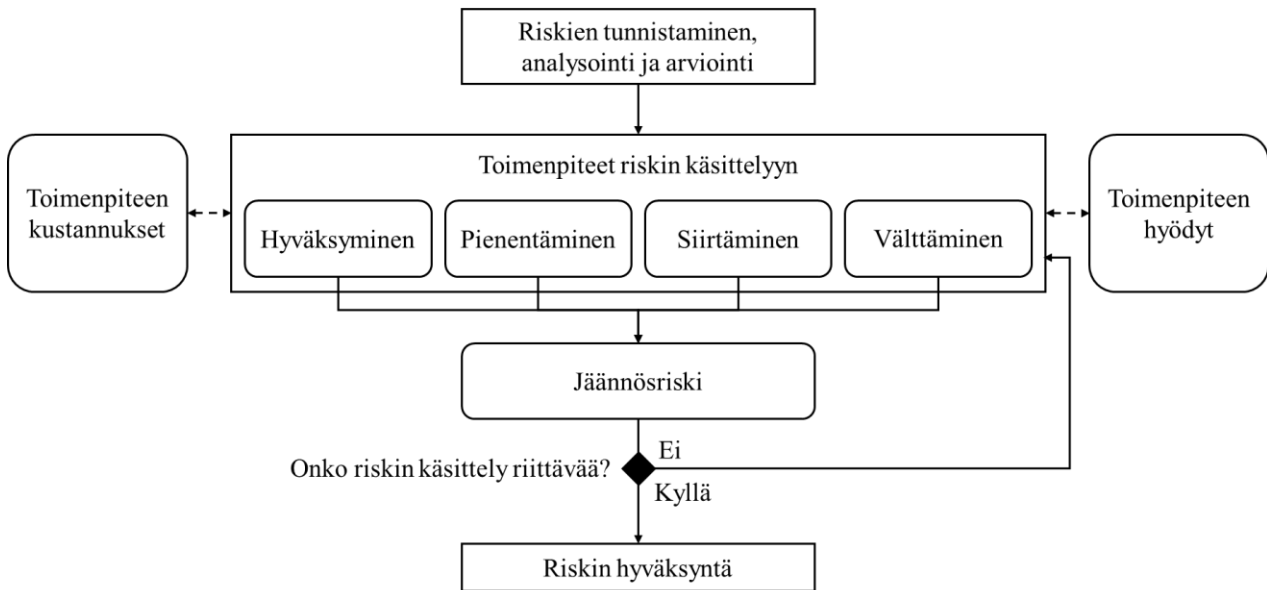 Riskien tunnistaminen,
analysointi ja arviointi
Toimenpiteet riskin käsittelyyn
Toimenpiteen
kustannukset
Hyväksyminen
Pienentäminen
Siirtäminen
Välttäminen
Toimenpiteen
hyödyt
Jäännösriski
Onko riskin käsittely riittävää?
Ei
Kyllä
Riskin hyväksyntä